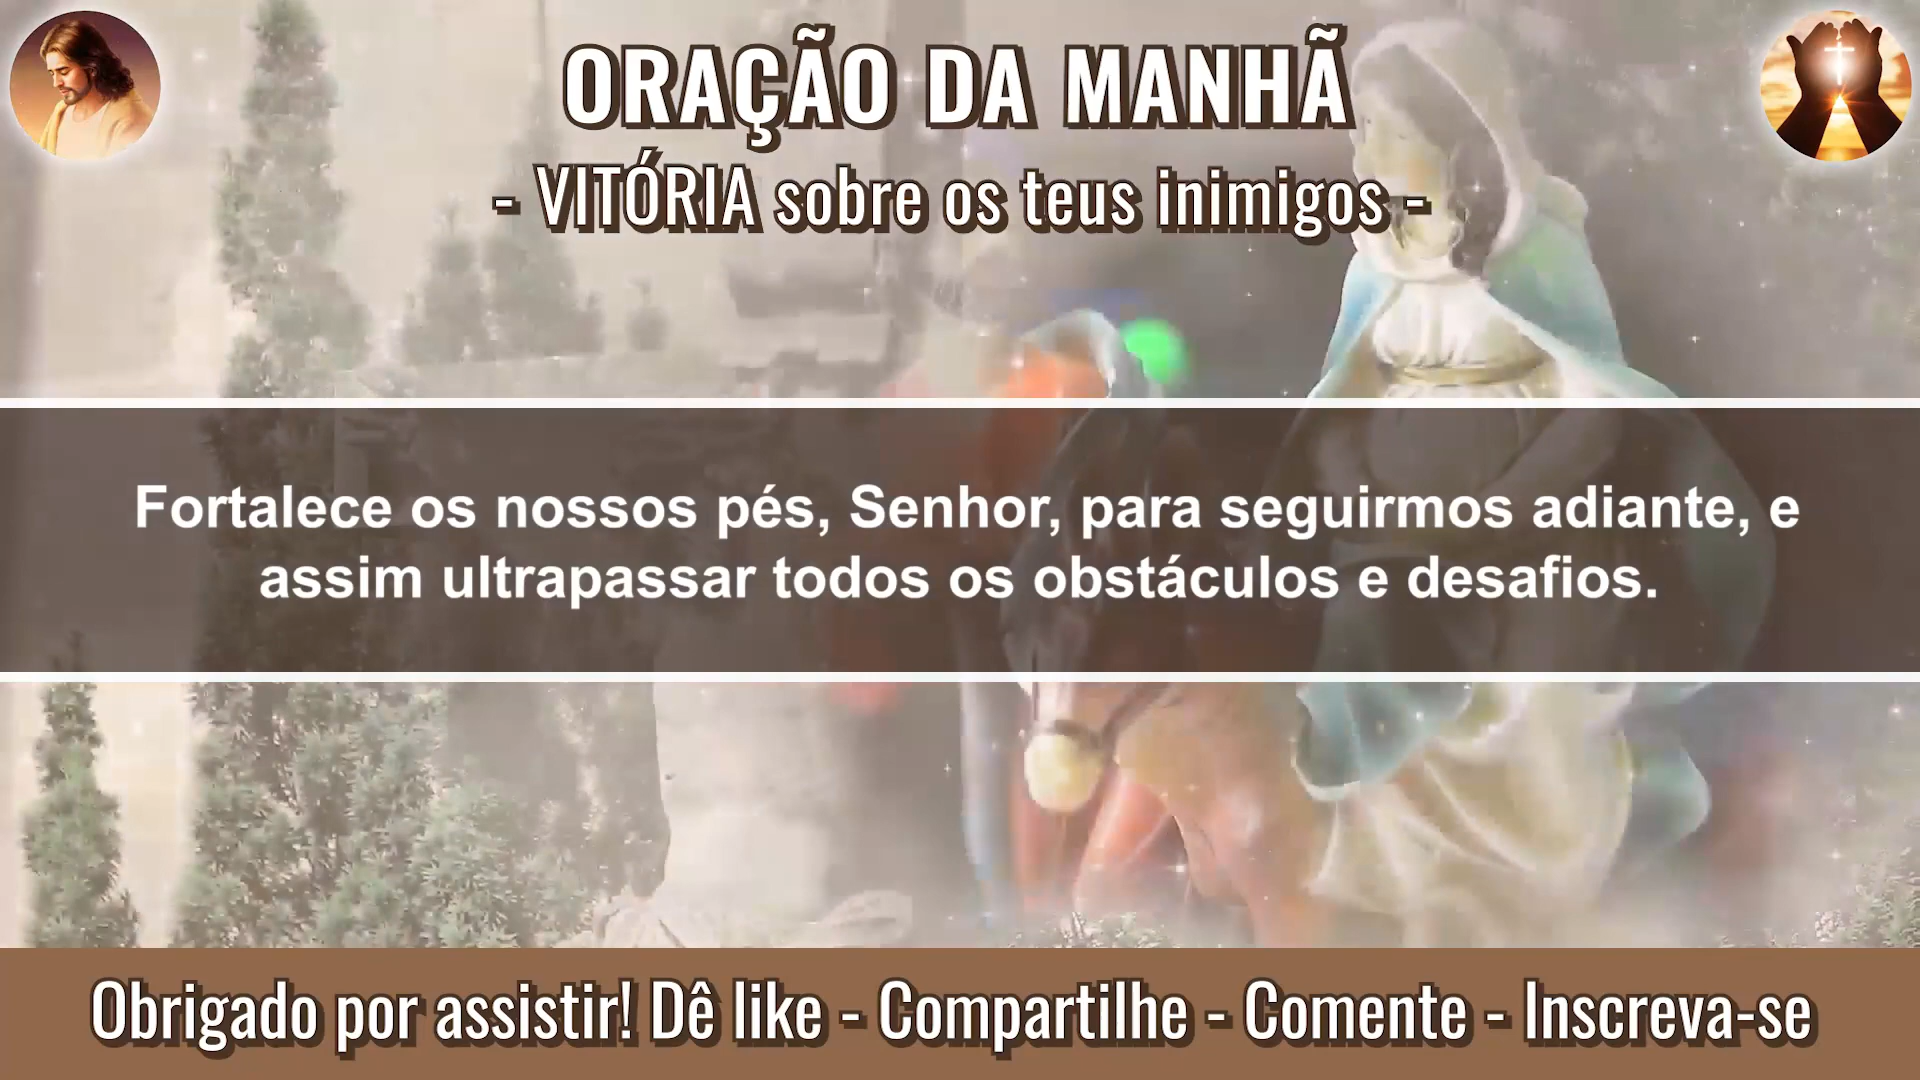 ORAÇÃO DA MANHÃ
- VITÓRIA sobre os teus inimigos -
Fortalece os nossos pés, Senhor, para seguirmos adiante, e
assim ultrapassar todos os obstáculos e desafios.
Obrigado por assistir! Dê like - Compartilhe - Comente - Inscreva-se